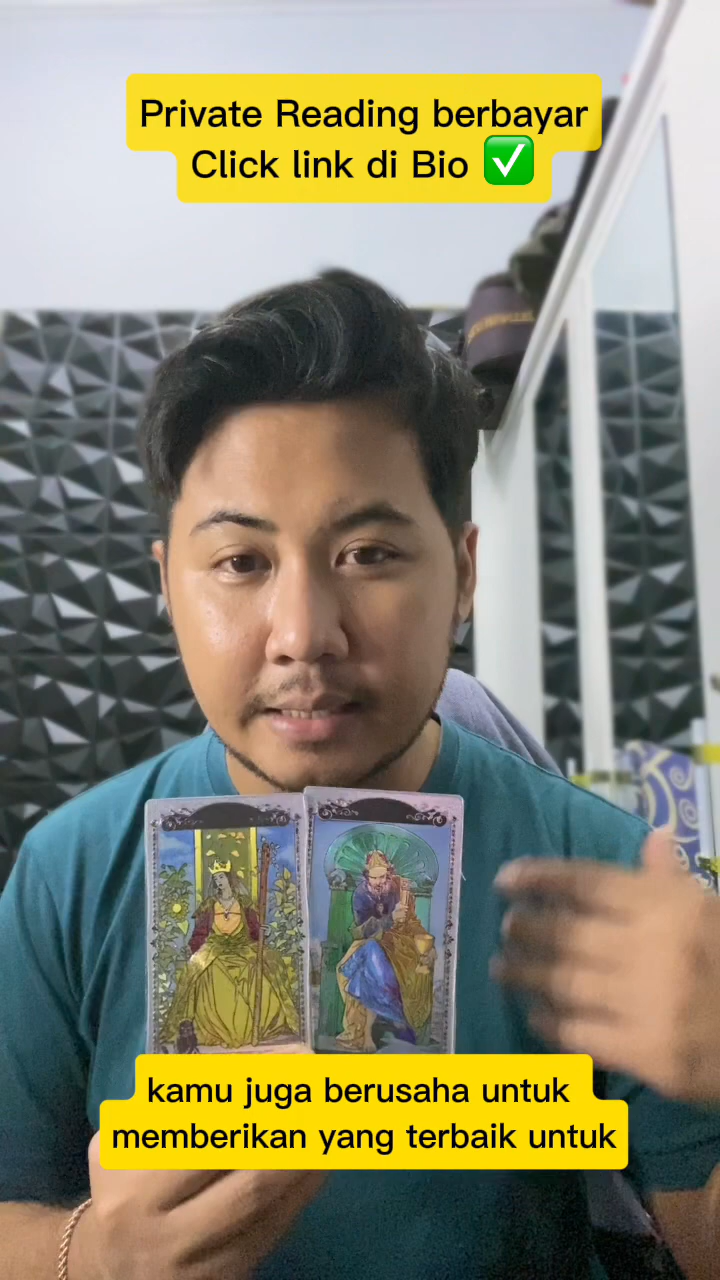 Private Reading berbayar
Click link di Bio ✅
kamu juga berusaha untuk
memberikan yang terbaik untuk